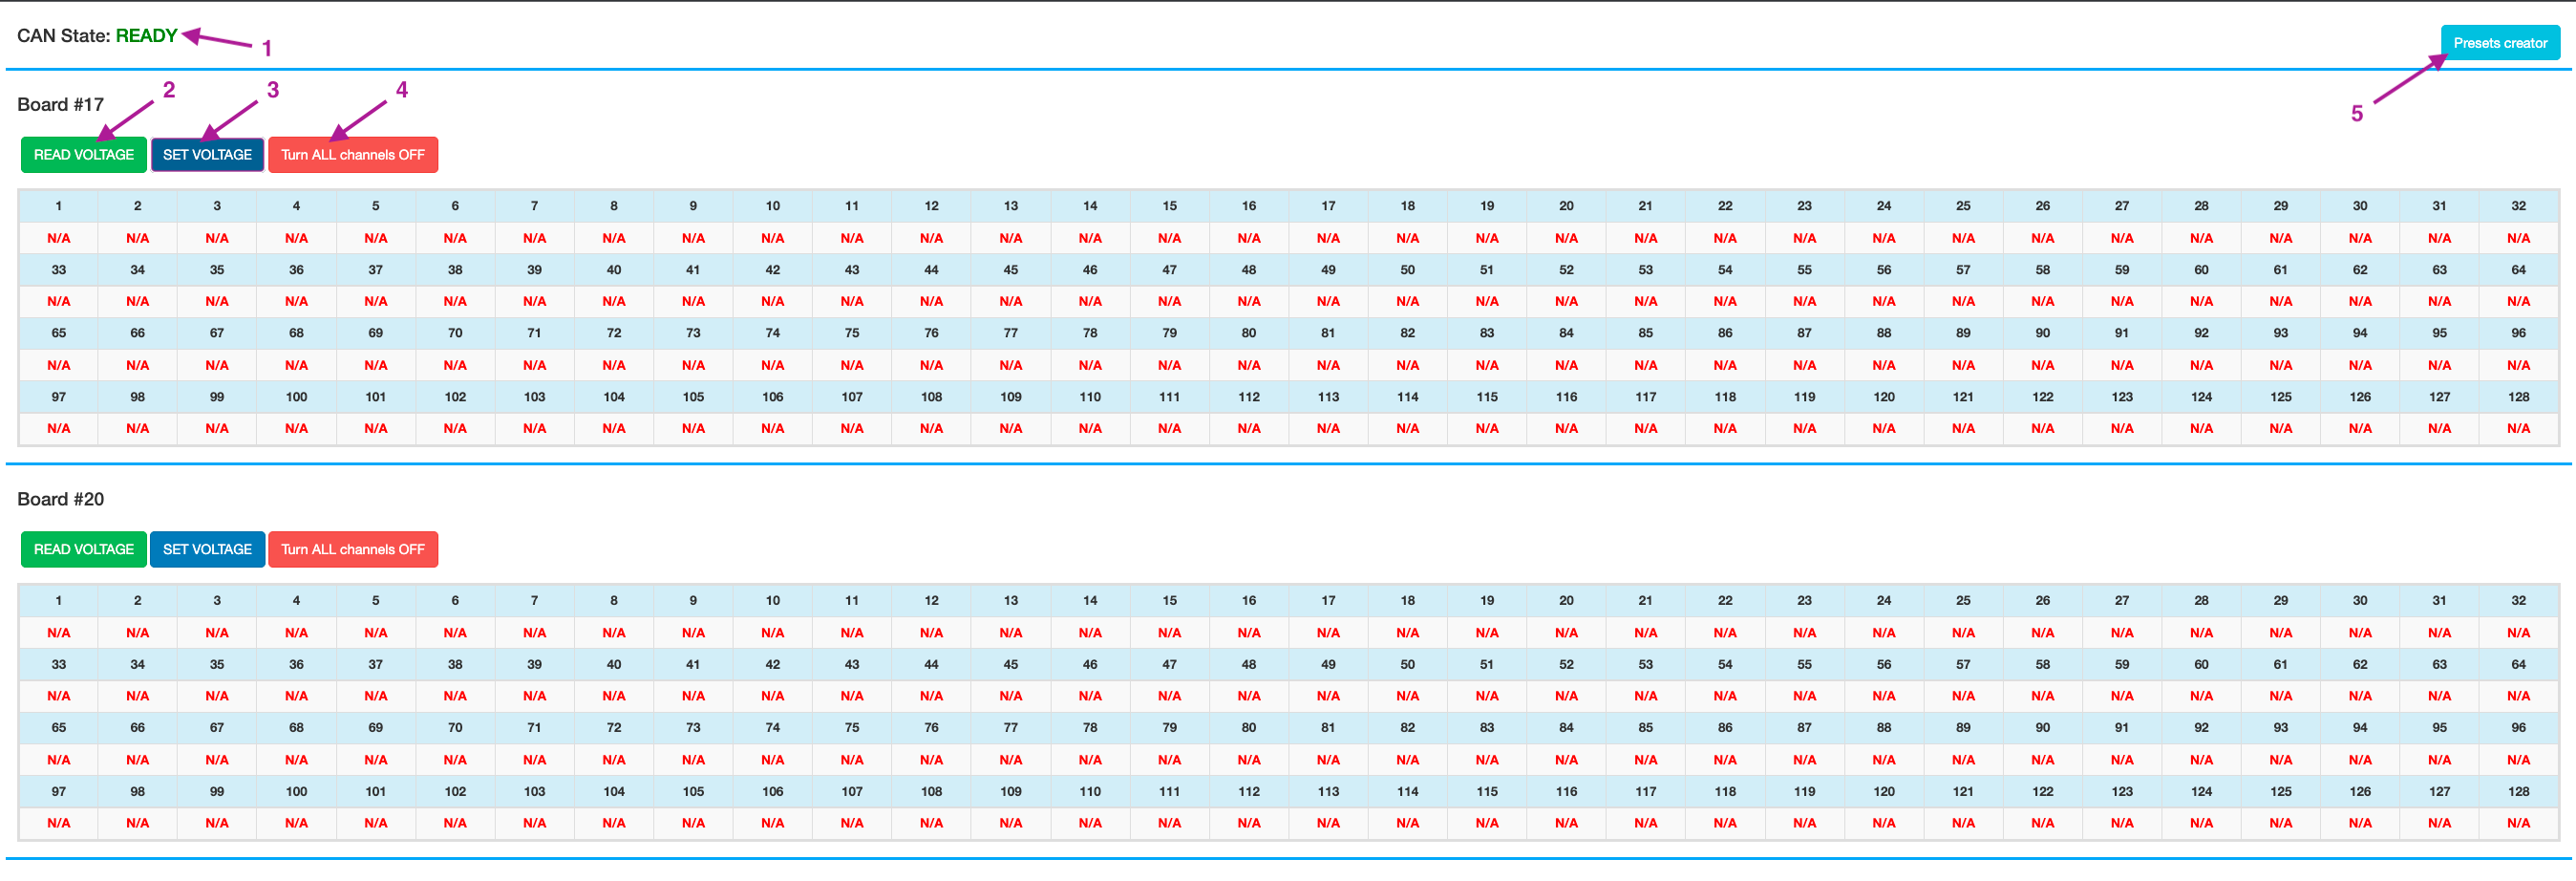 CAN State: READY 1 Presets creator
2 3 4 5
Board #17
READ VOLTAGE SET VOLTAGE Turn ALL channels OFF
1 2 3 4 5 6 7 8 9 10 11 12 13 14 15 16 17 18 19 20 21 22 23 24 25 26 27 28 29 30 31 32
N/A N/A N/A N/A N/A N/A N/A N/A N/A N/A N/A N/A N/A N/A N/A N/A N/A N/A N/A N/A N/A N/A N/A N/A N/A N/A N/A N/A N/A N/A N/A N/A
33 34 35 36 37 38 39 40 41 42 43 44 45 46 47 48 49 50 51 52 53 54 55 56 57 58 59 60 61 62 63 64
N/A N/A N/A N/A N/A N/A N/A N/A N/A N/A N/A N/A N/A N/A N/A N/A N/A N/A N/A N/A N/A N/A N/A N/A N/A N/A N/A N/A N/A N/A N/A N/A
65 66 67 68 69 70 71 72 73 74 75 76 77 78 79 80 81 82 83 84 85 86 87 88 89 90 91 92 93 94 95 96
N/A N/A N/A N/A N/A N/A N/A N/A N/A N/A N/A N/A N/A N/A N/A N/A N/A N/A N/A N/A N/A N/A N/A N/A N/A N/A N/A N/A N/A N/A N/A N/A
97 98 99 100 101 102 103 104 105 106 107 108 109 110 111 112 113 114 115 116 117 118 119 120 121 122 123 124 125 126 127 128
N/A N/A N/A N/A N/A N/A N/A N/A N/A N/A N/A N/A N/A N/A N/A N/A N/A N/A N/A N/A N/A N/A N/A N/A N/A N/A N/A N/A N/A N/A N/A N/A
Board #20
READ VOLTAGE SET VOLTAGE Turn ALL channels OFF
1 2 3 4 5 6 7 8 9 10 11 12 13 14 15 16 17 18 19 20 21 22 23 24 25 26 27 28 29 30 31 32
N/A N/A N/A N/A N/A N/A N/A N/A N/A N/A N/A N/A N/A N/A N/A N/A N/A N/A N/A N/A N/A N/A N/A N/A N/A N/A N/A N/A N/A N/A N/A N/A
33 34 35 36 37 38 39 40 41 42 43 44 45 46 47 48 49 50 51 52 53 54 55 56 57 58 59 60 61 62 63 64
N/A N/A N/A N/A N/A N/A N/A N/A N/A N/A N/A N/A N/A N/A N/A N/A N/A N/A N/A N/A N/A N/A N/A N/A N/A N/A N/A N/A N/A N/A N/A N/A
65 66 67 68 69 70 71 72 73 74 75 76 77 78 79 80 81 82 83 84 85 86 87 88 89 90 91 92 93 94 95 96
N/A N/A N/A N/A N/A N/A N/A N/A N/A N/A N/A N/A N/A N/A N/A N/A N/A N/A N/A N/A N/A N/A N/A N/A N/A N/A N/A N/A N/A N/A N/A N/A
97 98 99 100 101 102 103 104 105 106 107 108 109 110 111 112 113 114 115 116 117 118 119 120 121 122 123 124 125 126 127 128
N/A N/A N/A N/A N/A N/A N/A N/A N/A N/A N/A N/A N/A N/A N/A N/A N/A N/A N/A N/A N/A N/A N/A N/A N/A N/A N/A N/A N/A N/A N/A N/A